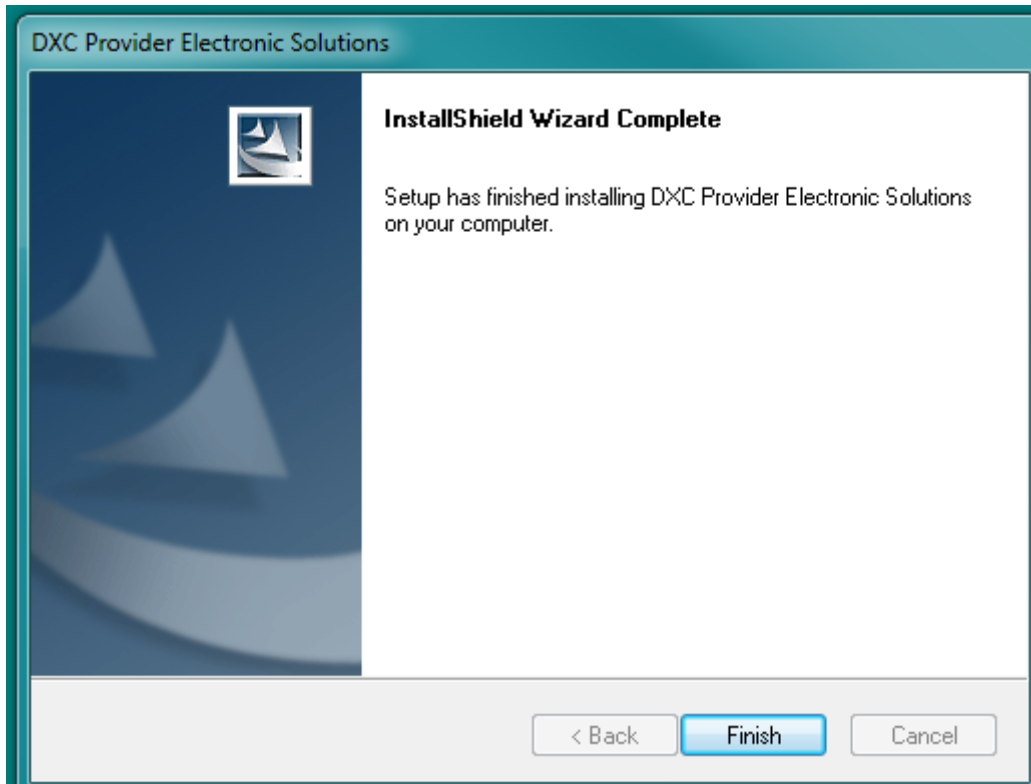 DXC Provider Electronic Solutions
InstallShield Wizard Complete
Setup has finished installing DXC Provider Electronic Solutions
on your computer.
< Back
Finish
Cancel